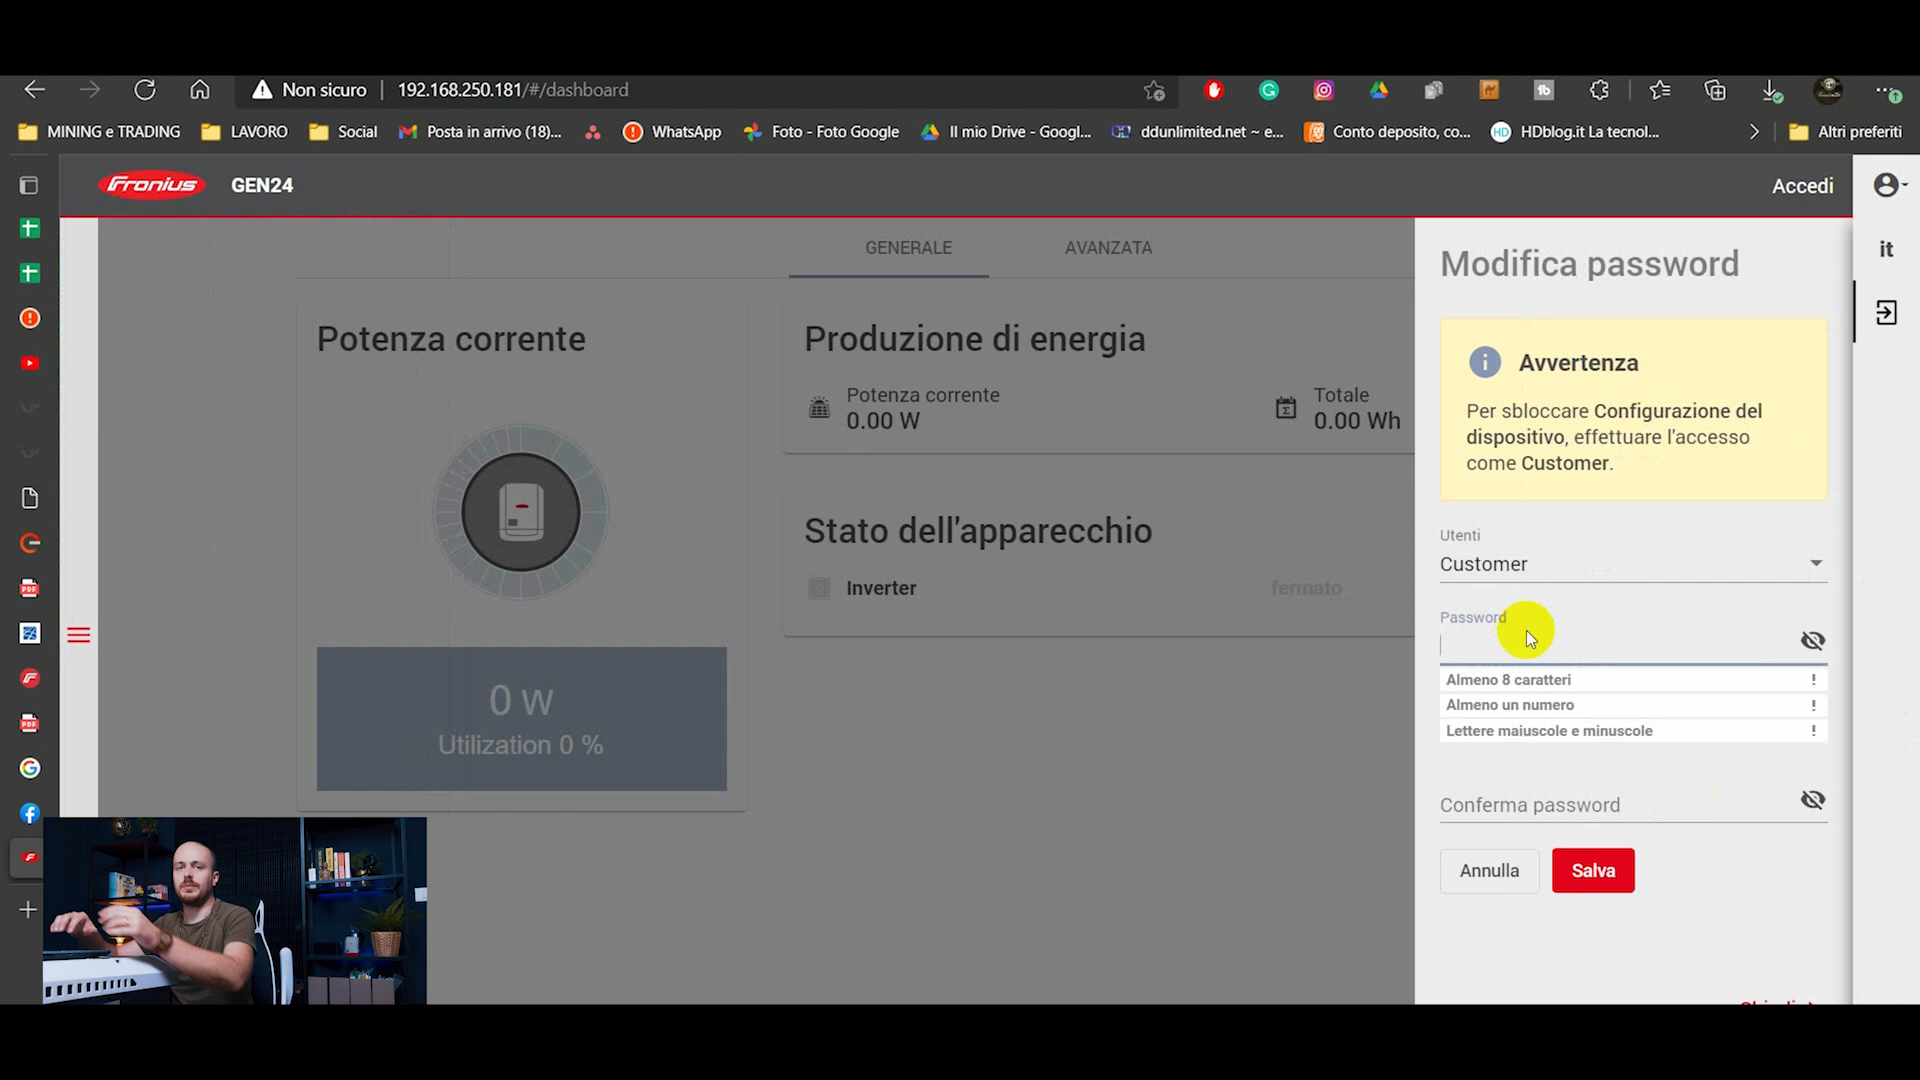 Non sicuro
192.168.250.181/#/dashboard
MINING e TRADING
LAVORO
Social
Posta in arrivo (18)...
WhatsApp
Foto - Foto Google
Il mio Drive - Googl...
ddunlimited.net ~ e...
Conto deposito, co...
HD
HDblog.it La tecnol...
Altri preferiti
Fronius
GEN24
Accedi
it
GENERALE
AVANZATA
Potenza corrente
0 W
Utilization 0 %
Produzione di energia
Potenza corrente
0.00 W
Totale
0.00 Wh
Stato dell'apparecchio
Inverter
fermato
Modifica password
Avvertenza
Per sbloccare Configurazione del
dispositivo, effettuare l'accesso
come Customer.
Utenti
Customer
Password
Almeno 8 caratteri !
Almeno un numero !
Lettere maiuscole e minuscole !
Conferma password
Annulla
Salva
PDF
PDF